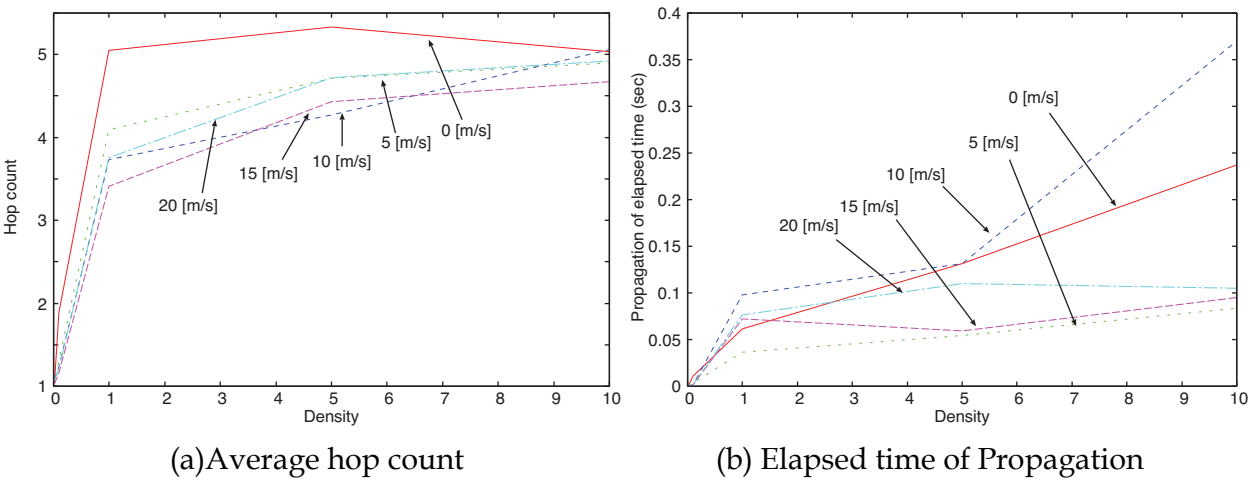 5
4
3
2
1
Hop count
0 1 2 3 4 5 6 7 8 9 10
Density
0 [m/s]
5 [m/s]
10 [m/s]
15 [m/s]
20 [m/s]
(a)Average hop count
0.4
0.35
0.3
0.25
0.2
0.15
0.1
0.05
0
Propagation of elapsed time (sec)
0 1 2 3 4 5 6 7 8 9 10
Density
0 [m/s]
5 [m/s]
10 [m/s]
15 [m/s]
20 [m/s]
(b) Elapsed time of Propagation